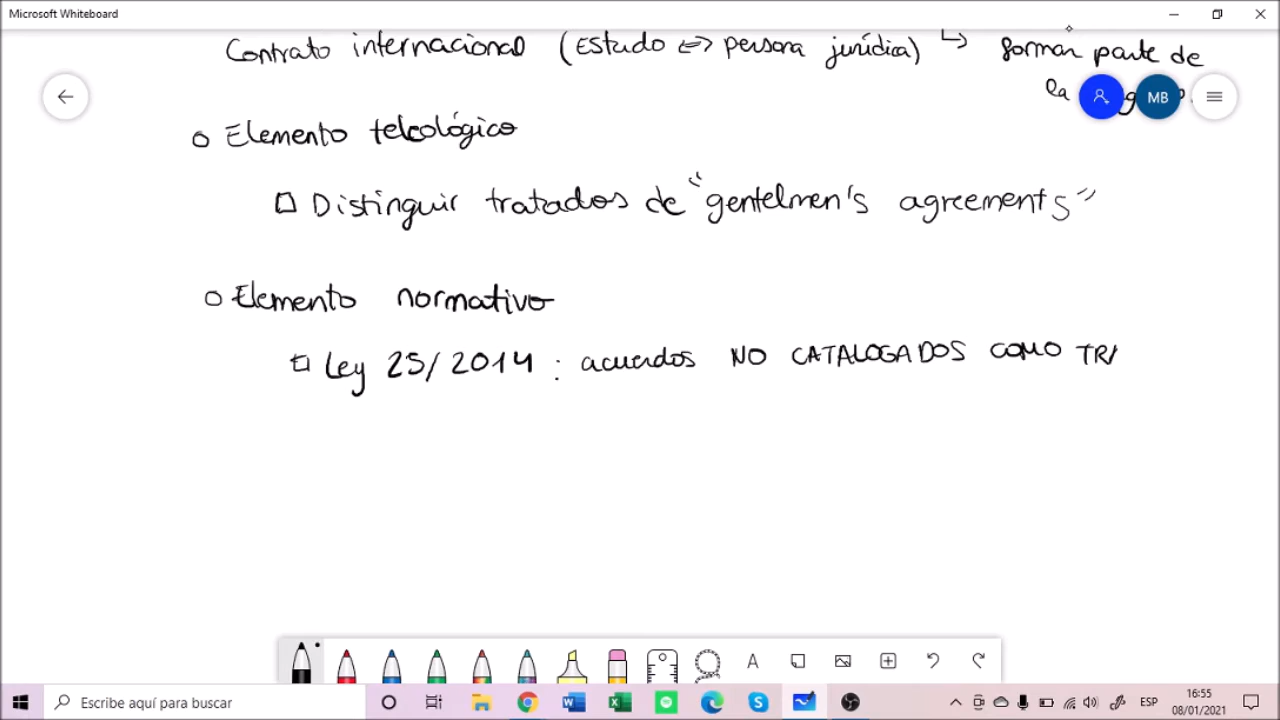 Microsoft Whiteboard
Contrato internacional (Estado <=> persona jurídica) ↳ forman parte de
la
MB
o Elemento teleológico
□ Distinguir tratados de "gentelmen's agreements"
o Elemento normativo
□ Ley 25/2014 : acuerdos NO CATALOGADOS COMO TRA
A
Escribe aquí para buscar
ESP
16:55
08/01/2021